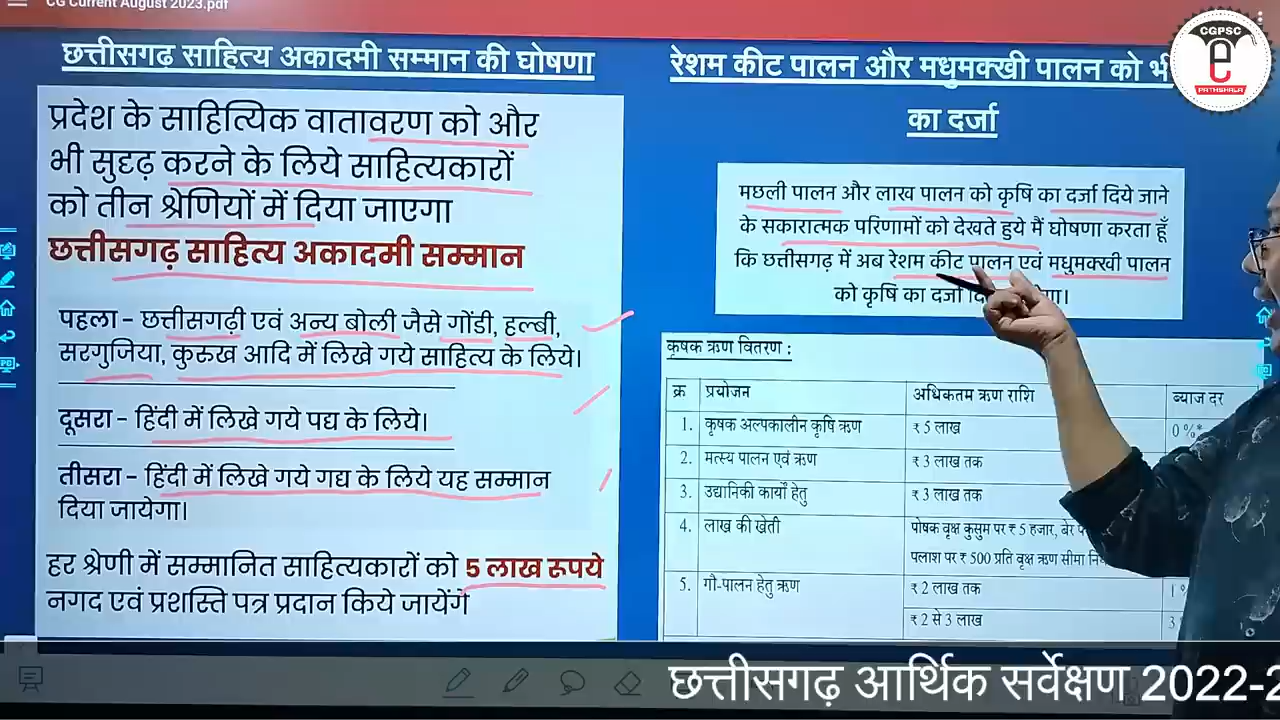 CG Current August 2023.pdf
CGPSC
e
PATHSHALA
छत्तीसगढ़ साहित्य अकादमी सम्मान की घोषणा
प्रदेश के साहित्यिक वातावरण को और
भी सुदृढ़ करने के लिये साहित्यकारों
को तीन श्रेणियों में दिया जाएगा
छत्तीसगढ़ साहित्य अकादमी सम्मान
पहला - छत्तीसगढ़ी एवं अन्य बोली जैसे गोंडी, हल्बी,
सरगुजिया, कुरुख आदि में लिखे गये साहित्य के लिये।
दूसरा - हिंदी में लिखे गये पद्य के लिये।
तीसरा - हिंदी में लिखे गये गद्य के लिये यह सम्मान
दिया जायेगा।
हर श्रेणी में सम्मानित साहित्यकारों को 5 लाख रूपये
नगद एवं प्रशस्ति पत्र प्रदान किये जायेंगे
रेशम कीट पालन और मधुमक्खी पालन को भी
का दर्जा
मछली पालन और लाख पालन को कृषि का दर्जा दिये जाने
के सकारात्मक परिणामों को देखते हुये मैं घोषणा करता हूँ
कि छत्तीसगढ़ में अब रेशम कीट पालन एवं मधुमक्खी पालन
को कृषि का दर्जा
कृषक ऋण वितरण :
क्र प्रयोजन अधिकतम ऋण राशि ब्याज दर
1. कृषक अल्पकालीन कृषि ऋण ₹ 5 लाख 0 %*
2. मत्स्य पालन एवं ऋण ₹ 3 लाख तक
3. उद्यानिकी कार्यो हेतु ₹ 3 लाख तक
4. लाख की खेती पोषक वृक्ष कुसुम पर ₹ 5 हजार, बेर
पलाश पर ₹ 500 प्रति वृक्ष ऋण सीमा
5. गौ-पालन हेतु ऋण ₹ 2 लाख तक 1
₹ 2 से 3 लाख 3
छत्तीसगढ़ आर्थिक सर्वेक्षण 2022-2